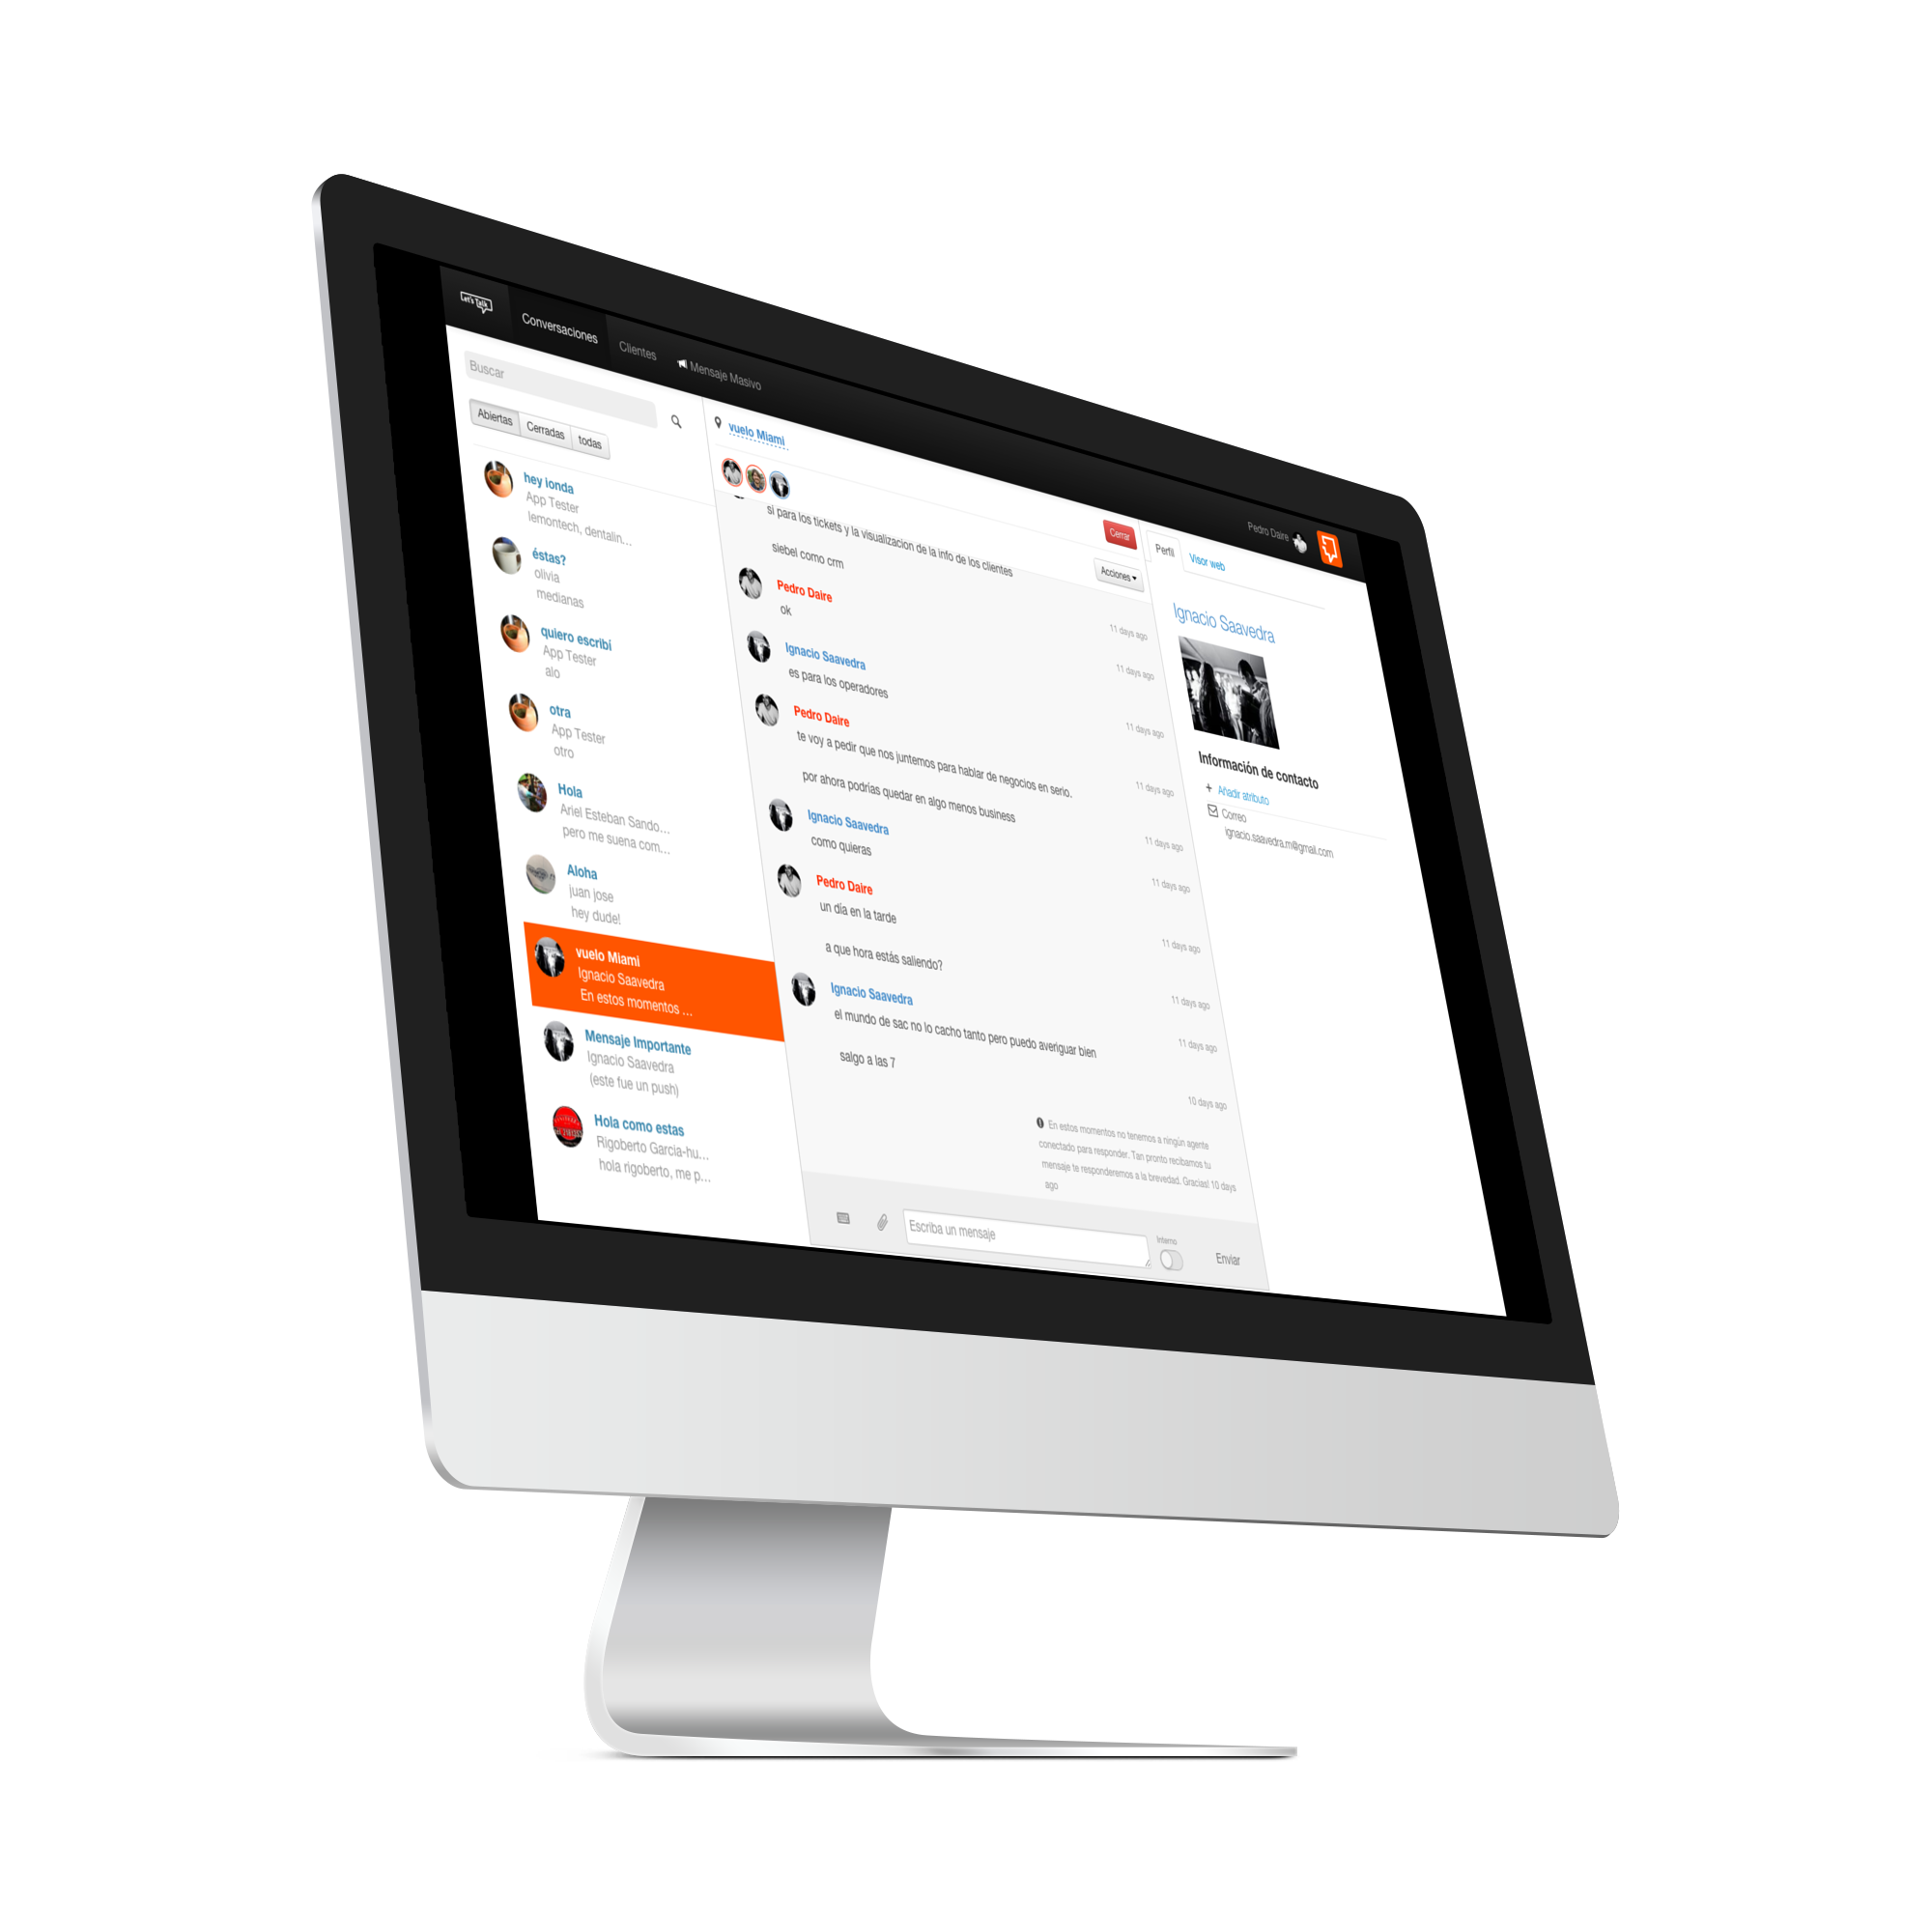 Let's Talk
Conversaciones
Clientes
Mensaje Masivo
Pedro Daire
Buscar
Abiertas
Cerradas
todas
hey ionda
App Tester
lemontech, dentalin...
éstas?
olivia
medianas
quiero escribí
App Tester
alo
otra
App Tester
otro
Hola
Ariel Esteban Sando...
pero me suena com...
Aloha
juan jose
hey dude!
vuelo Miami
Ignacio Saavedra
En estos momentos ...
Mensaje Importante
Ignacio Saavedra
(este fue un push)
Hola como estas
Rigoberto Garcia-hu...
hola rigoberto, me p...
vuelo Miami
Cerrar
Acciones
si para los tickets y la visualizacion de la info de los clientes
siebel como crm
Pedro Daire
ok
11 days ago
Ignacio Saavedra
es para los operadores
11 days ago
Pedro Daire
te voy a pedir que nos juntemos para hablar de negocios en serio.
11 days ago
por ahora podrías quedar en algo menos business
11 days ago
Ignacio Saavedra
como quieras
11 days ago
Pedro Daire
un día en la tarde
11 days ago
a que hora estás saliendo?
11 days ago
Ignacio Saavedra
el mundo de sac no lo cacho tanto pero puedo averiguar bien
11 days ago
salgo a las 7
11 days ago
10 days ago
En estos momentos no tenemos a ningún agente
conectado para responder. Tan pronto recibamos tu
mensaje te responderemos a la brevedad. Gracias! 10 days
ago
Escriba un mensaje
Interno
Enviar
Perfil
Visor web
Ignacio Saavedra
Información de contacto
+ Añadir atributo
Correo
ignacio.saavedra.m@gmail.com